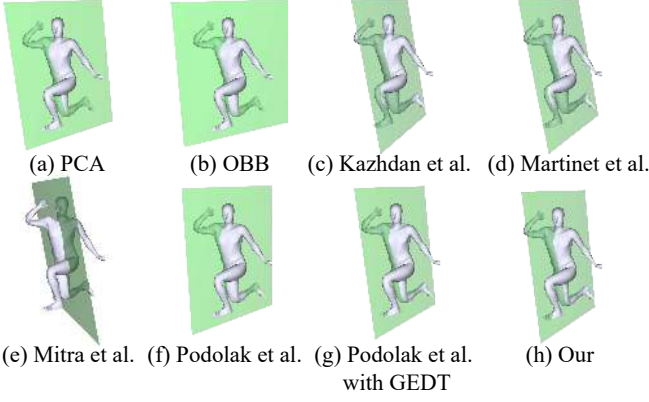 (a) PCA (b) OBB (c) Kazhdan et al. (d) Martinet et al.
(e) Mitra et al. (f) Podolak et al. (g) Podolak et al. (h) Our
with GEDT